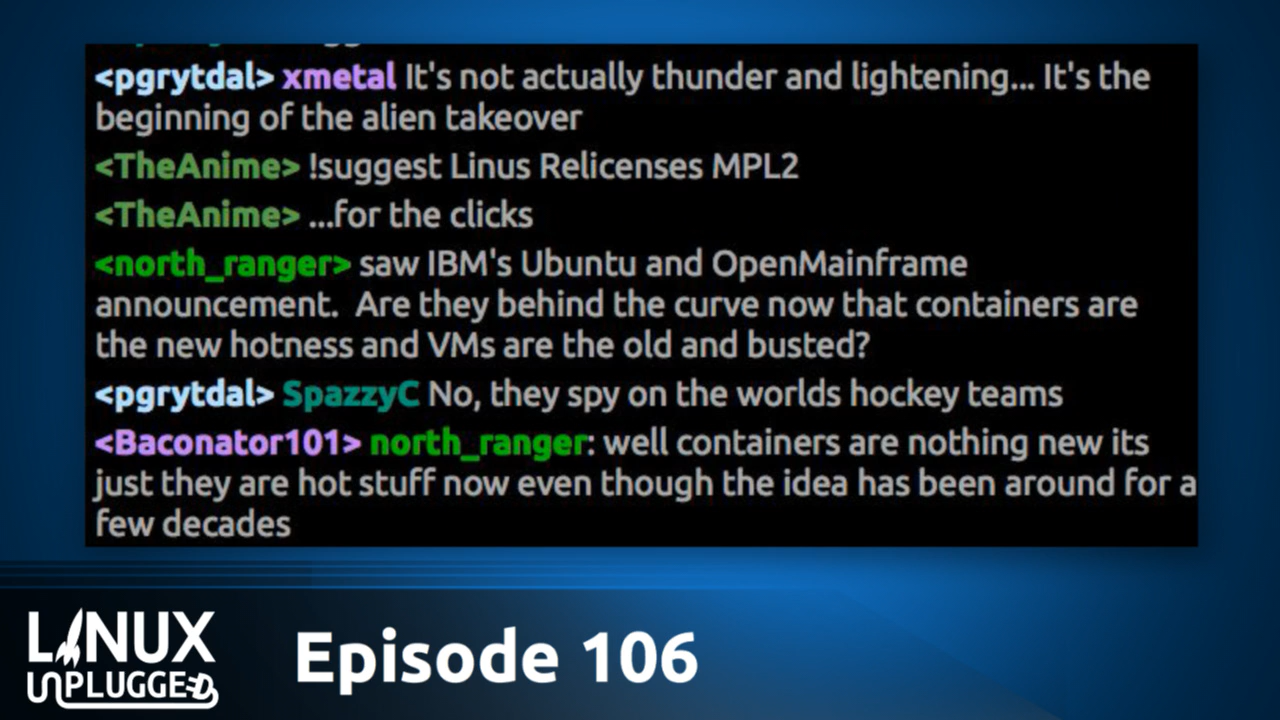 <pgrytdal> xmetal It's not actually thunder and lightening... It's the
beginning of the alien takeover
<TheAnime> !suggest Linus Relicenses MPL2
<TheAnime> ...for the clicks
<north_ranger> saw IBM's Ubuntu and OpenMainframe
announcement.  Are they behind the curve now that containers are
the new hotness and VMs are the old and busted?
<pgrytdal> SpazzyC No, they spy on the worlds hockey teams
<Baconator101> north_ranger: well containers are nothing new its
just they are hot stuff now even though the idea has been around for a
few decades
LINUX
UNPLUGGED
Episode 106